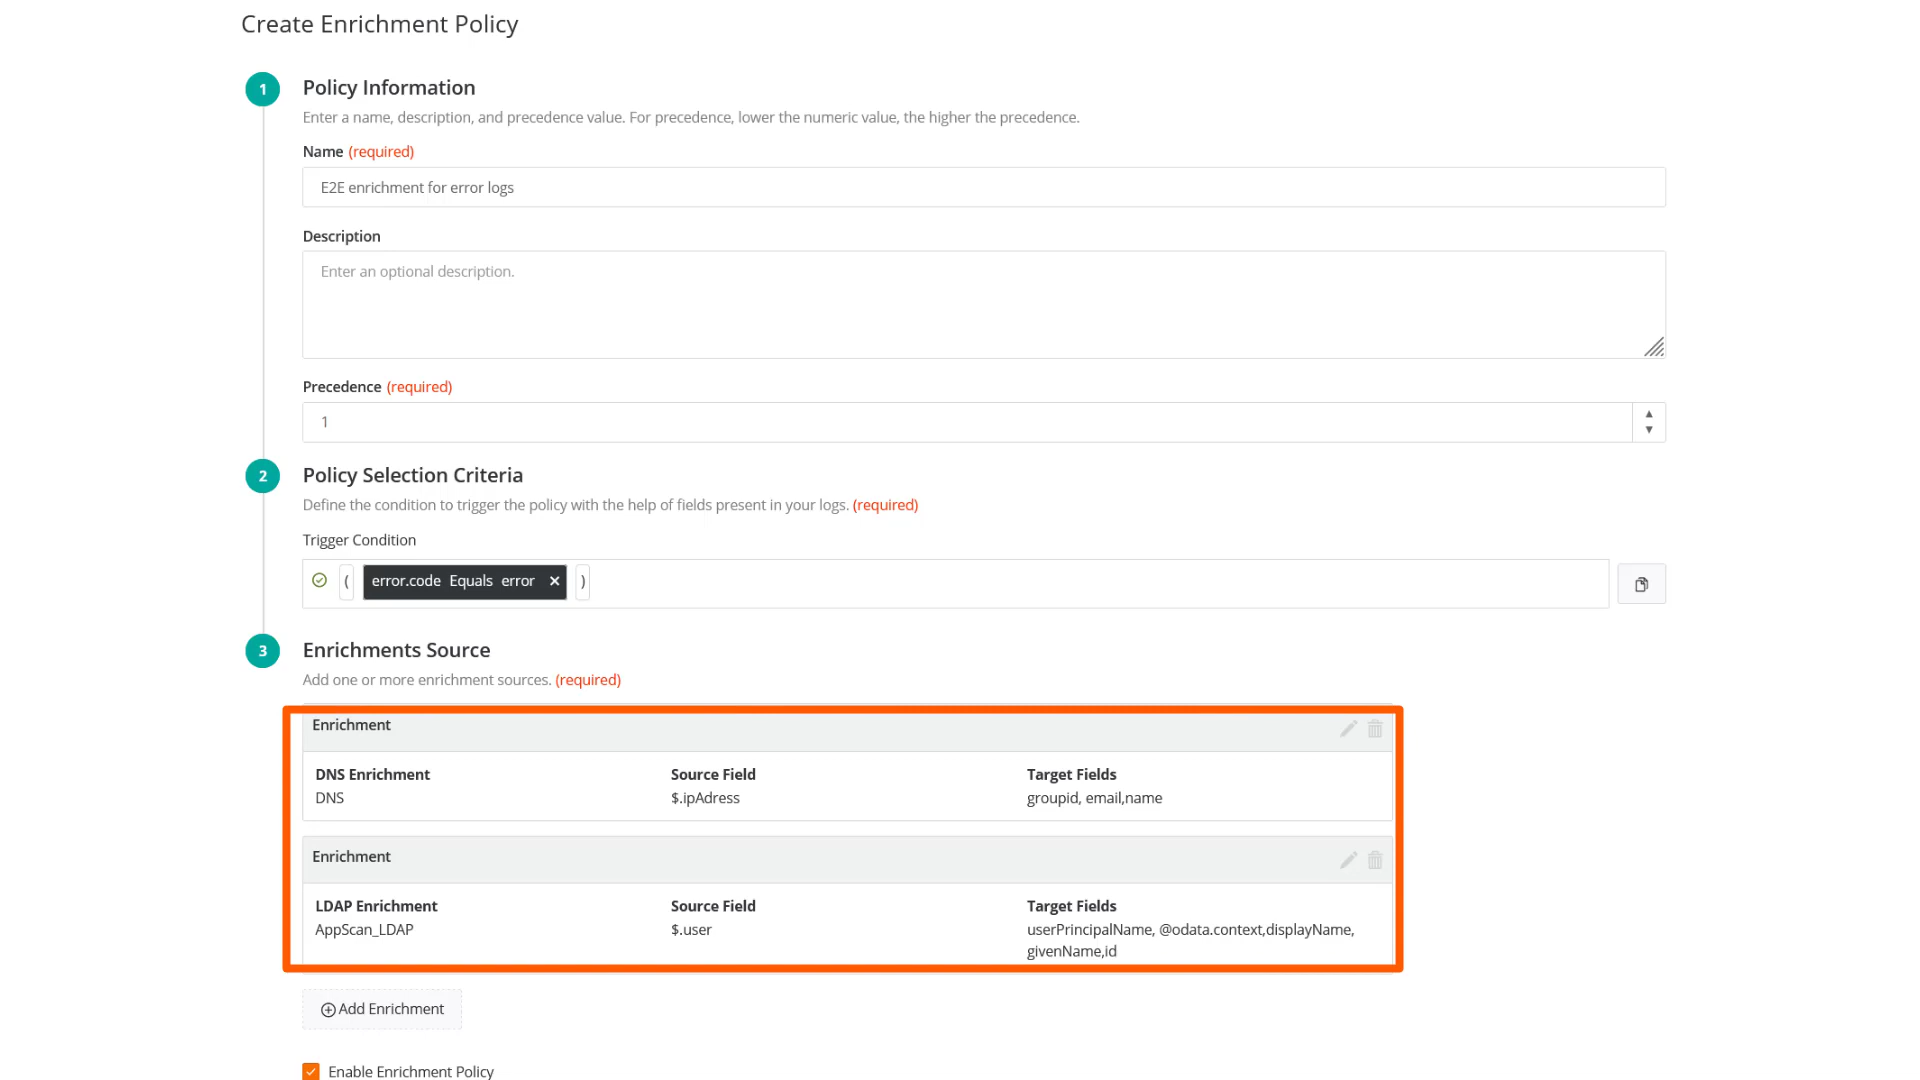 Create Enrichment Policy
1
Policy Information
Enter a name, description, and precedence value. For precedence, lower the numeric value, the higher the precedence.
Name (required)
E2E enrichment for error logs
Description
Enter an optional description.
Precedence (required)
1
2
Policy Selection Criteria
Define the condition to trigger the policy with the help of fields present in your logs. (required)
Trigger Condition
( error.code Equals error )
3
Enrichments Source
Add one or more enrichment sources. (required)
Enrichment
DNS Enrichment Source Field Target Fields
DNS $.ipAdress groupid, email,name
Enrichment
LDAP Enrichment Source Field Target Fields
AppScan_LDAP $.user userPrincipalName, @odata.context,displayName,
givenName,id
Add Enrichment
Enable Enrichment Policy